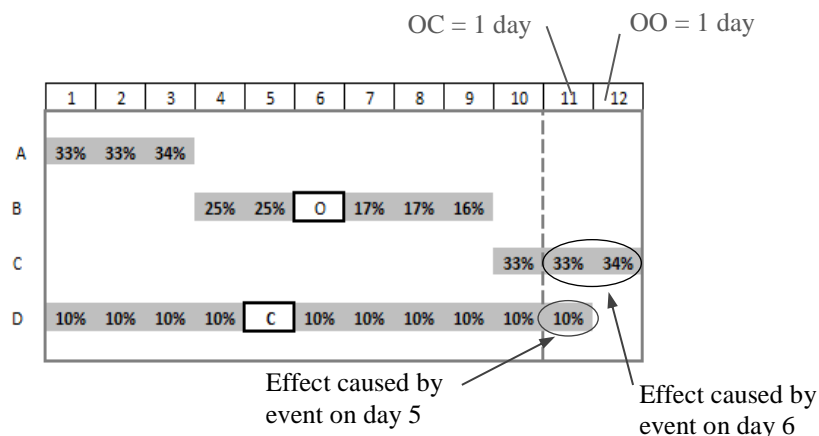 OC = 1 day OO = 1 day
1 2 3 4 5 6 7 8 9 10 11 12
A 33% 33% 34%
B 25% 25% O 17% 17% 16%
C 33% 33% 34%
D 10% 10% 10% 10% C 10% 10% 10% 10% 10% 10%
Effect caused by
event on day 5
Effect caused by
event on day 6